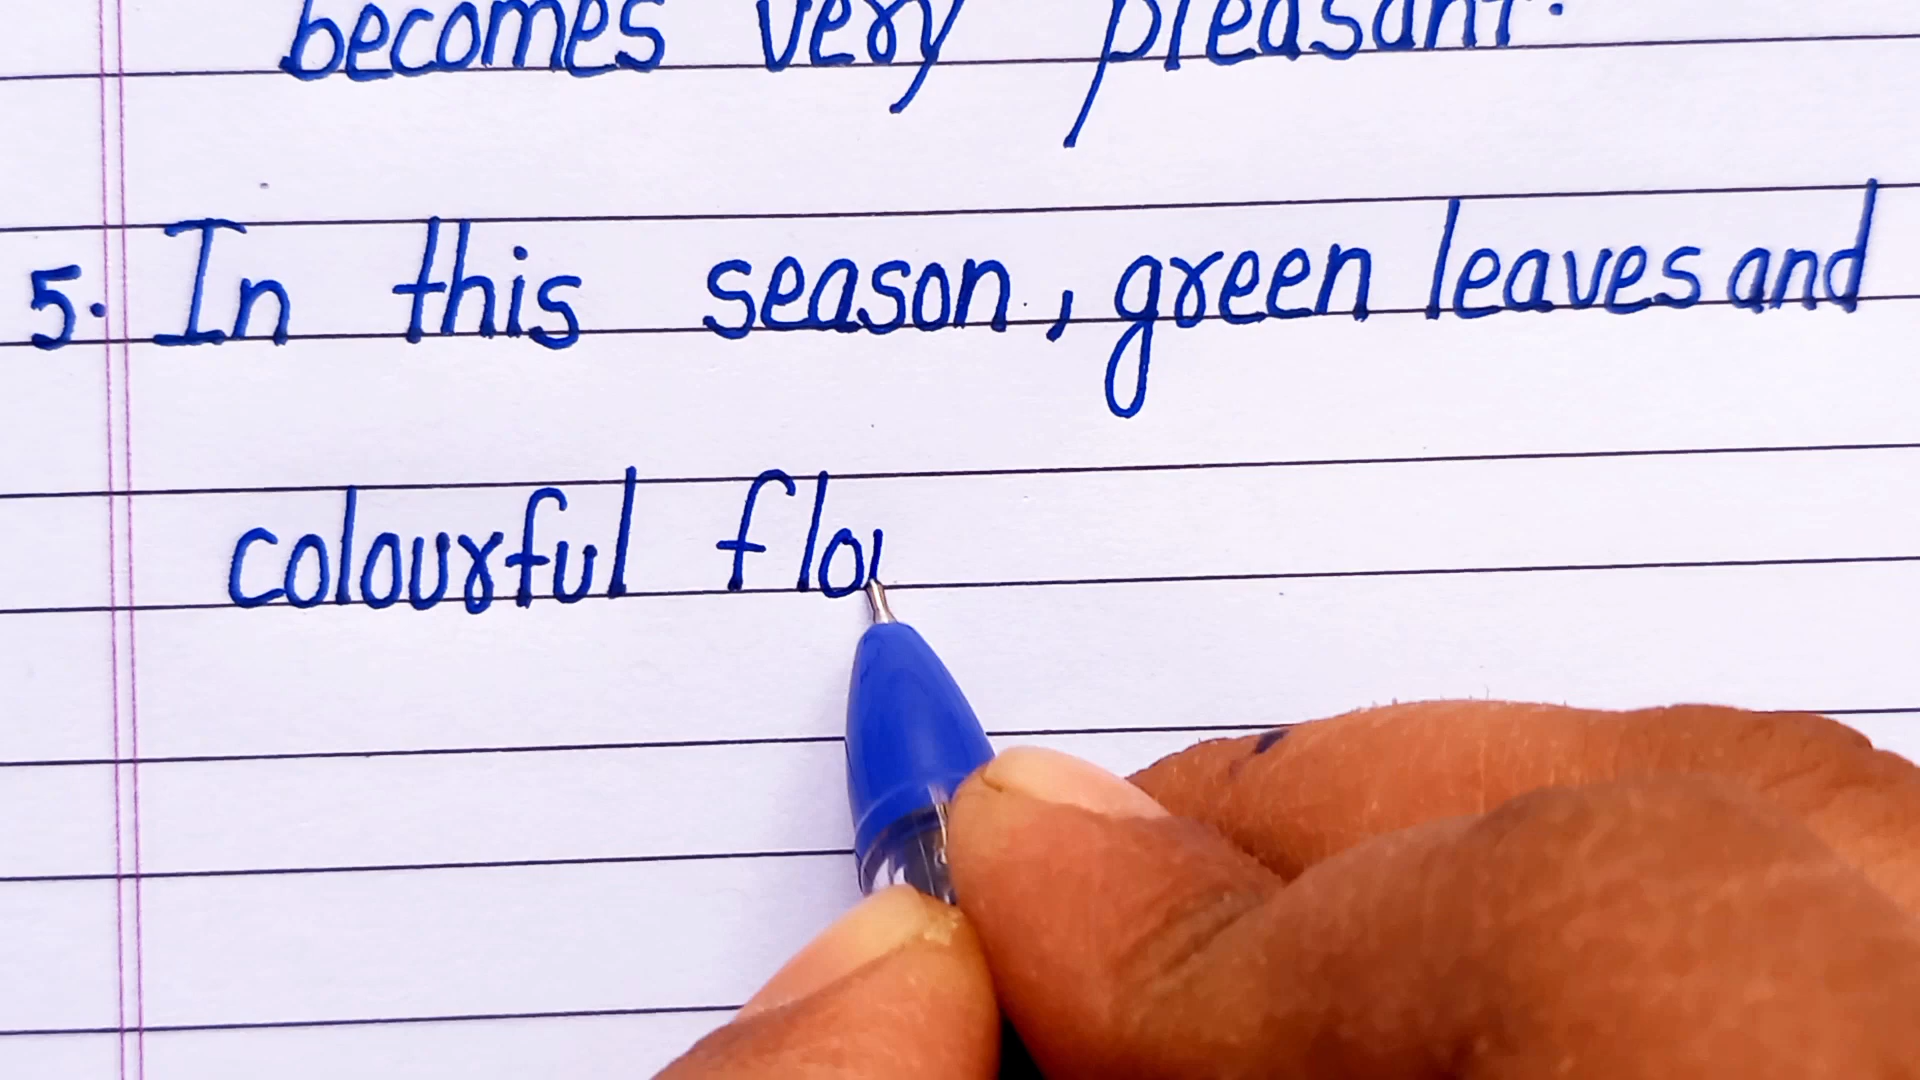 becomes very pleasant.
5. In this season, green leaves and
colourful flo